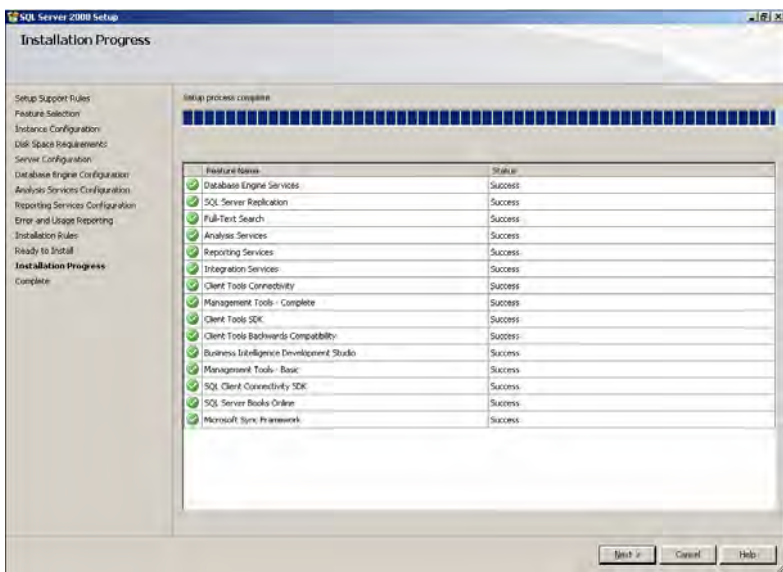 SQL Server 2008 Setup
Installation Progress
Setup Support Rules
Feature Selection
Instance Configuration
Disk Space Requirements
Server Configuration
Database Engine Configuration
Analysis Services Configuration
Reporting Services Configuration
Error and Usage Reporting
Installation Rules
Ready to Install
Installation Progress
Complete
Setup process complete
Feature Name Status
Database Engine Services Success
SQL Server Replication Success
Full-Text Search Success
Analysis Services Success
Reporting Services Success
Integration Services Success
Client Tools Connectivity Success
Management Tools - Complete Success
Client Tools SDK Success
Client Tools Backwards Compatibility Success
Business Intelligence Development Studio Success
Management Tools - Basic Success
SQL Client Connectivity SDK Success
SQL Server Books Online Success
Microsoft Sync Framework Success
Next > Cancel Help